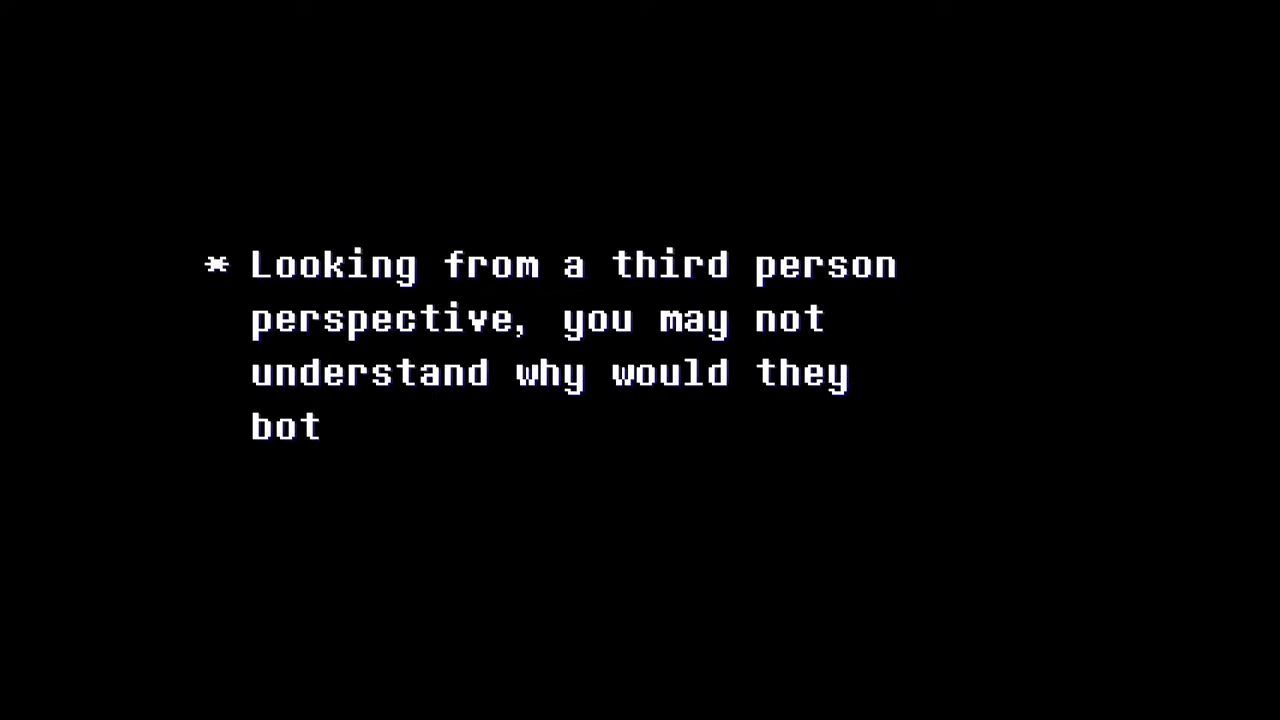 * Looking from a third person
perspective, you may not
understand why would they
bot